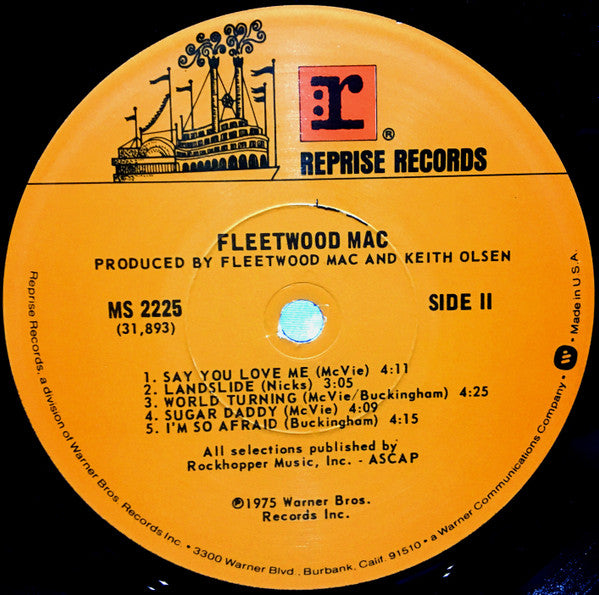 r
®
REPRISE RECORDS
FLEETWOOD MAC
PRODUCED BY FLEETWOOD MAC AND KEITH OLSEN
MS 2225
(31,893)
SIDE II
1. SAY YOU LOVE ME (McVie) 4:11
2. LANDSLIDE (Nicks) 3:05
3. WORLD TURNING (McVie/Buckingham) 4:25
4. SUGAR DADDY (McVie) 4:09
5. I'M SO AFRAID (Buckingham) 4:15
All selections published by
Rockhopper Music, Inc. - ASCAP
℗1975 Warner Bros.
Records Inc.
Reprise Records, a division of Warner Bros. Records Inc. • 3300 Warner Blvd., Burbank, Calif. 91510 • a Warner Communications Company • W • Made in U.S.A.